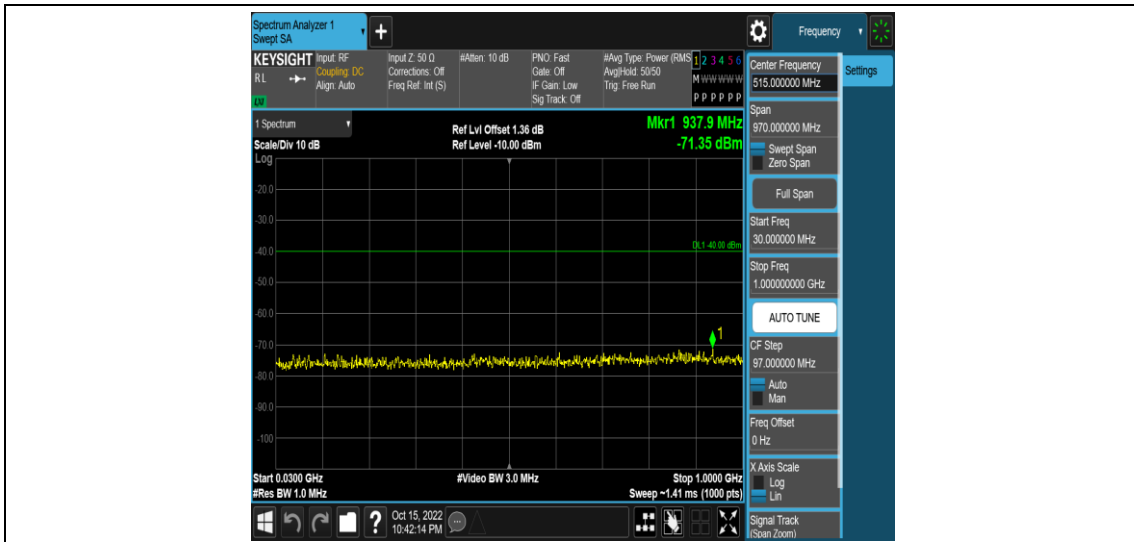 Spectrum Analyzer 1
Swept SA
+
Frequency
KEYSIGHT
RL
LXI
Input: RF
Coupling: DC
Align: Auto
Input Z: 50 Ω
Corrections: Off
Freq Ref: Int (S)
#Atten: 10 dB
PNO: Fast
Gate: Off
IF Gain: Low
Sig Track: Off
#Avg Type: Power (RMS
Avg|Hold: 50/50
Trig: Free Run
1 2 3 4 5 6
M W W W W W
P P P P P P
1 Spectrum
Scale/Div 10 dB
Log
Ref Lvl Offset 1.36 dB
Ref Level -10.00 dBm
Mkr1 937.9 MHz
-71.35 dBm
-20.0
-30.0
DL1 -40.00 dBm
-40.0
-50.0
-60.0
1
-70.0
-80.0
-90.0
-100
Start 0.0300 GHz
#Res BW 1.0 MHz
#Video BW 3.0 MHz
Stop 1.0000 GHz
Sweep ~1.41 ms (1000 pts)
?
Oct 15, 2022
10:42:14 PM
Center Frequency
515.000000 MHz
Settings
Span
970.000000 MHz
Swept Span
Zero Span
Full Span
Start Freq
30.000000 MHz
Stop Freq
1.000000000 GHz
AUTO TUNE
CF Step
97.000000 MHz
Auto
Man
Freq Offset
0 Hz
X Axis Scale
Log
Lin
Signal Track
(Span Zoom)